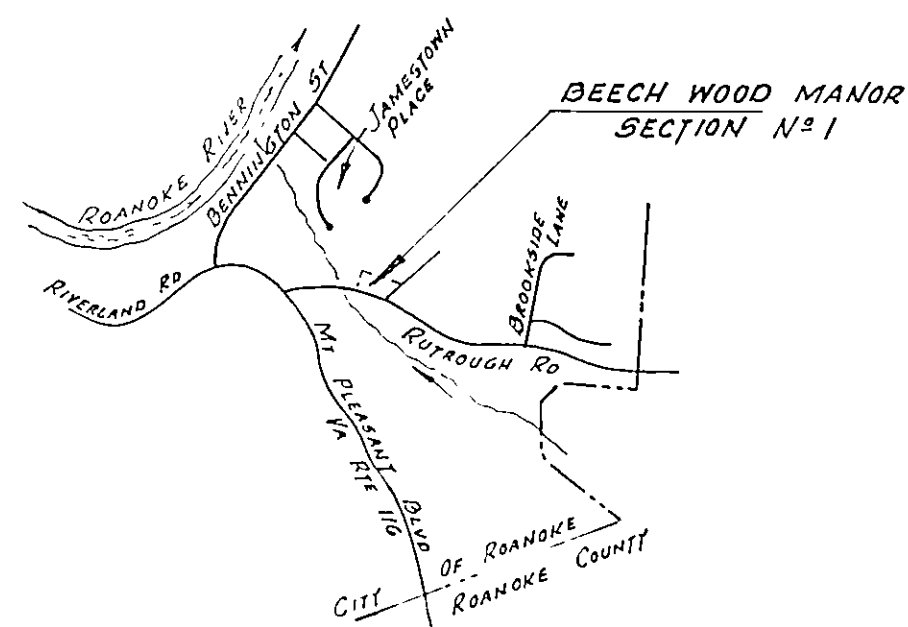 JAMESTOWN
PLACE
BEECH WOOD MANOR
SECTION Nº 1
ROANOKE RIVER
BENNINGTON ST
RIVERLAND RD
BROOKSIDE
LANE
RUTROUGH RD
MT PLEASANT BLVD
VA RTE 116
CITY OF ROANOKE
ROANOKE COUNTY